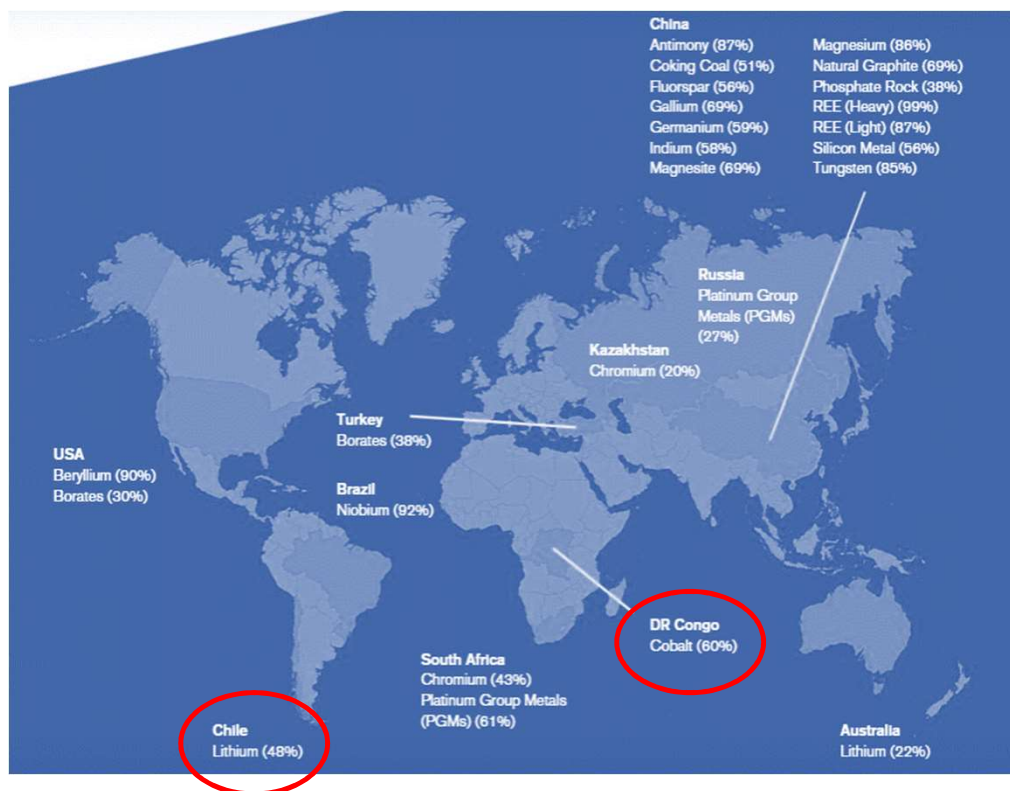 China
Antimony (87%)
Coking Coal (51%)
Fluorspar (56%)
Gallium (69%)
Germanium (59%)
Indium (58%)
Magnesite (69%)
Magnesium (86%)
Natural Graphite (69%)
Phosphate Rock (38%)
REE (Heavy) (99%)
REE (Light) (87%)
Silicon Metal (56%)
Tungsten (85%)
Russia
Platinum Group
Metals (PGMs)
(27%)
Kazakhstan
Chromium (20%)
Turkey
Borates (38%)
USA
Beryllium (90%)
Borates (30%)
Brazil
Niobium (92%)
DR Congo
Cobalt (60%)
South Africa
Chromium (43%)
Platinum Group Metals
(PGMs) (61%)
Chile
Lithium (48%)
Australia
Lithium (22%)